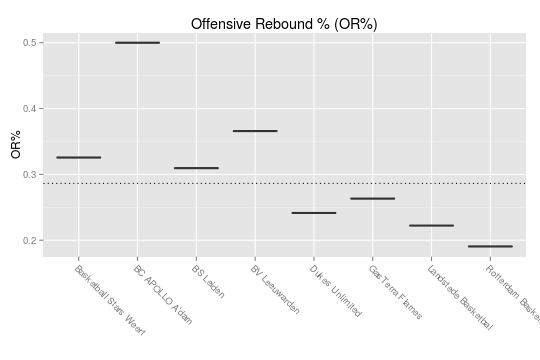 Offensive Rebound % (OR%)
OR%
0.5
0.4
0.3
0.2
Basketball Stars Weert
BC APOLLO A'dam
BS Leiden
BV Leeuwarden
Dukes Unlimited
GasTerra Flames
Landstede Basketbal
Rotterdam Baske